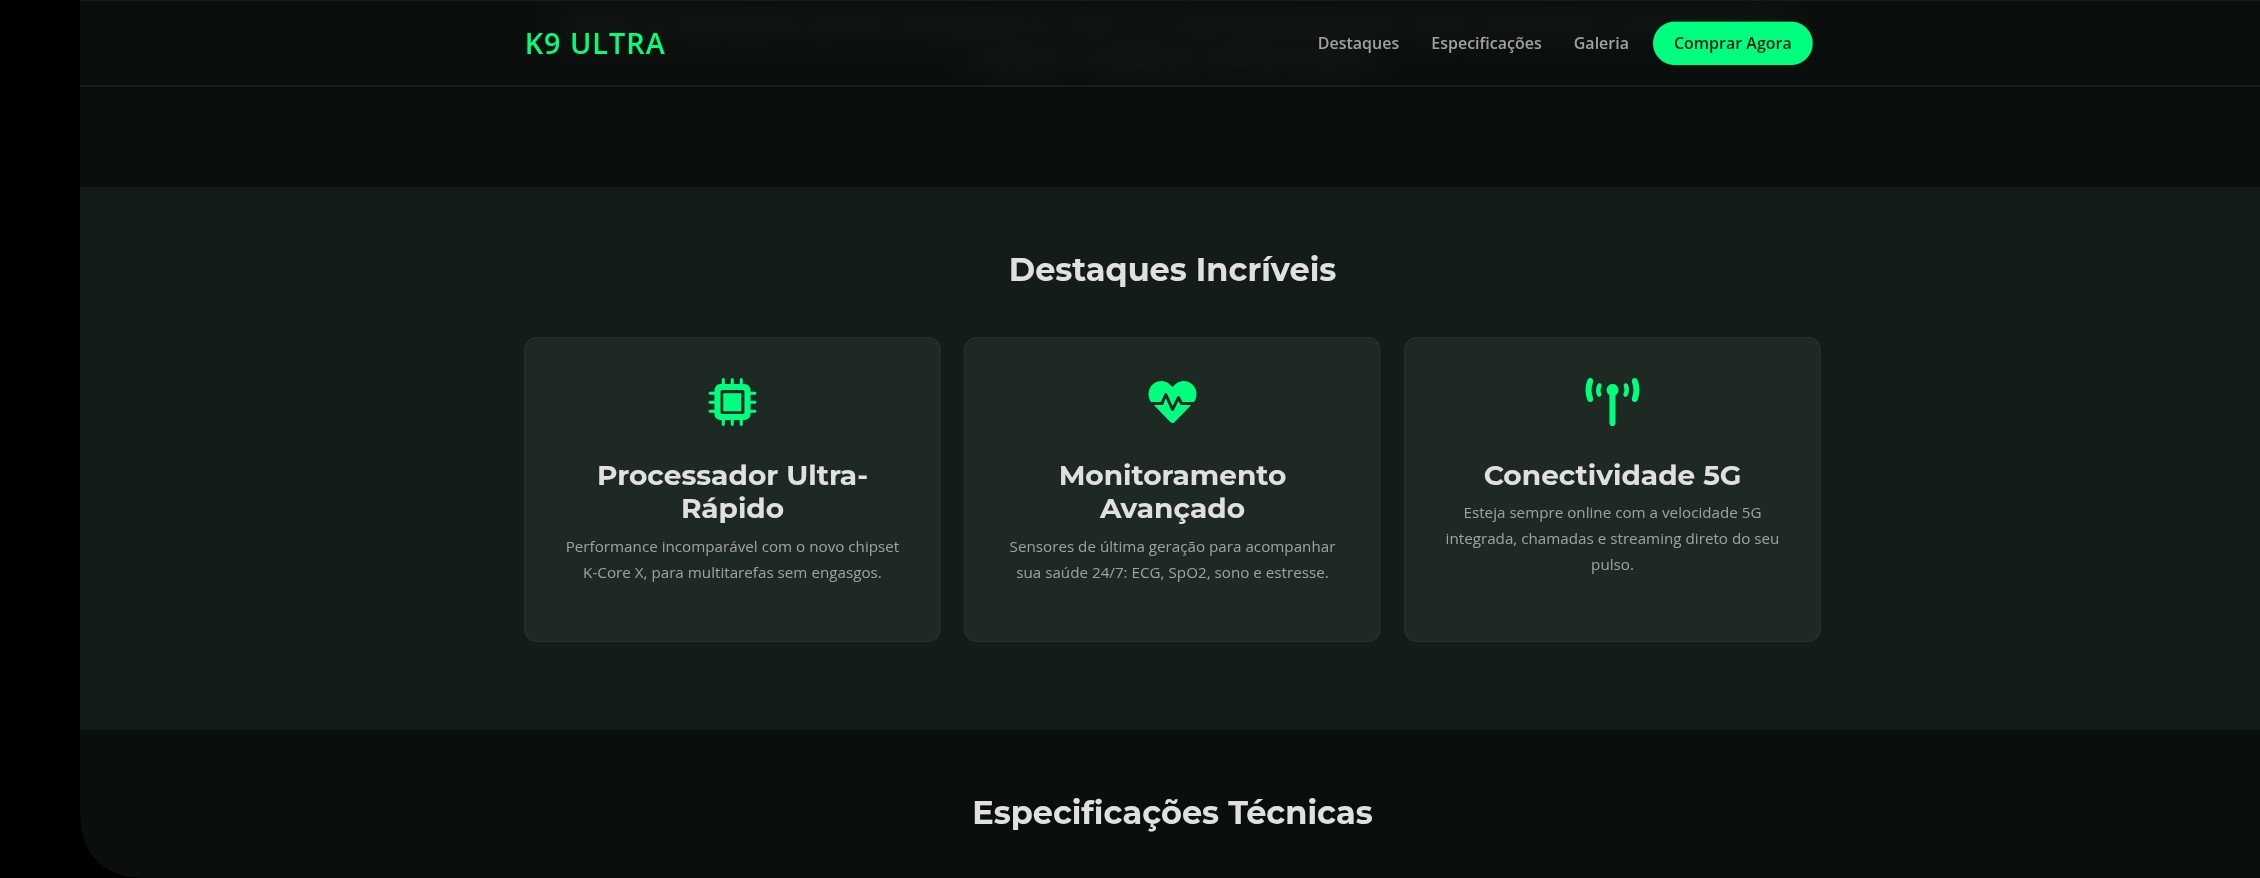 K9 ULTRA
Destaques
Especificações
Galeria
Comprar Agora
Destaques Incríveis
Processador Ultra-
Rápido
Performance incomparável com o novo chipset
K-Core X, para multitarefas sem engasgos.
Monitoramento
Avançado
Sensores de última geração para acompanhar
sua saúde 24/7: ECG, SpO2, sono e estresse.
Conectividade 5G
Esteja sempre online com a velocidade 5G
integrada, chamadas e streaming direto do seu
pulso.
Especificações Técnicas